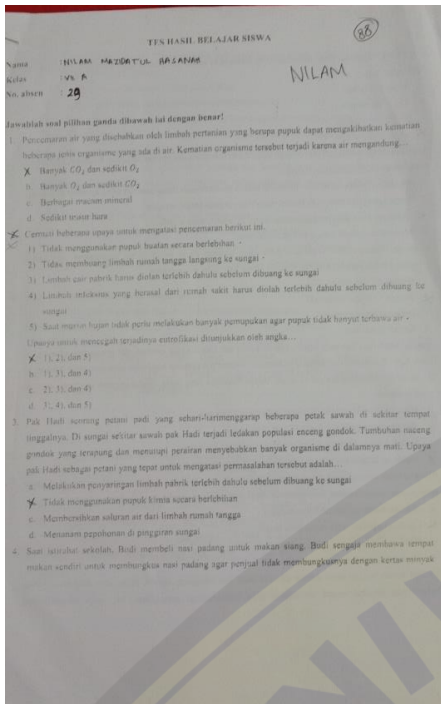 88
TES HASIL BELAJAR SISWA
Nama : NILAM MAZIDATUL BASANAB
NILAM
Kelas : VII A
No. absen : 29
Jawablah soal pilihan ganda dibawah ini dengan benar!
1. Pencemaran air yang disebabkan oleh limbah pertanian yang berupa pupuk dapat mengakibatkan kematian
beberapa jenis organisme yang ada di air. Kematian organisme tersebut terjadi karena air mengandung....
a. Banyak CO2 dan sedikit O2
b. Banyak O2 dan sedikit CO2
c. Berbagai macam mineral
d. Sedikit unsur hara
2. Cermati beberapa upaya untuk mengatasi pencemaran berikut ini.
1) Tidak menggunakan pupuk buatan secara berlebihan
2) Tidak membuang limbah rumah tangga langsung ke sungai
3) Limbah cair pabrik harus diolah terlebih dahulu sebelum dibuang ke sungai
4) Limbah infeksius yang berasal dari rumah sakit harus diolah terlebih dahulu sebelum dibuang ke
sungai
5) Saat musim hujan tidak perlu melakukan banyak pemupukan agar pupuk tidak hanyut terbawa air
Upaya untuk mencegah terjadinya eutrofikasi ditunjukkan oleh angka....
a. 1), 2), dan 5)
b. 1), 3), dan 4)
c. 2), 3), dan 4)
d. 3), 4), dan 5)
3. Pak Hadi seorang petani padi yang sehari-harimenggarap beberapa petak sawah di sekitar tempat
tinggalnya. Di sungai sekitar sawah pak Hadi terjadi ledakan populasi enceng gondok. Tumbuhan enceng
gondok yang terapung dan menutupi perairan menyebabkan banyak organisme di dalamnya mati. Upaya
pak Hadi sebagai petani yang tepat untuk mengatasi permasalahan tersebut adalah....
a. Melakukan penyaringan limbah pabrik terlebih dahulu sebelum dibuang ke sungai
b. Tidak menggunakan pupuk kimia secara berlebihan
c. Membersihkan saluran air dari limbah rumah tangga
d. Menanami pepohonan di pinggiran sungai
4. Saat istirahat sekolah, Budi membeli nasi padang untuk makan siang. Budi sengaja membawa tempat
makan sendiri untuk membungkus nasi padang agar penjual tidak membungkusnya dengan kertas minyak